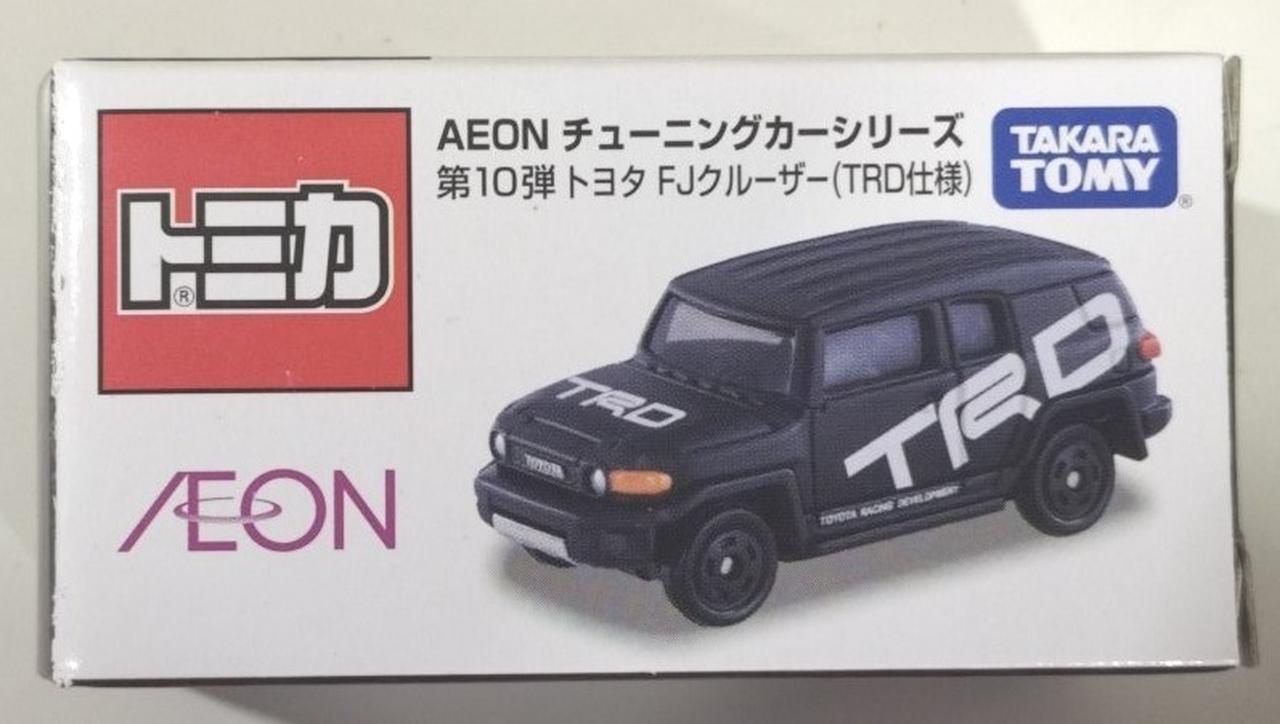 トミカ®
AEON チューニングカーシリーズ
第10弾 トヨタ FJクルーザー(TRD仕様)
TAKARA
TOMY®
TRD
TOYOTA
TRD
TOYOTA RACING DEVELOPMENT
ÆON